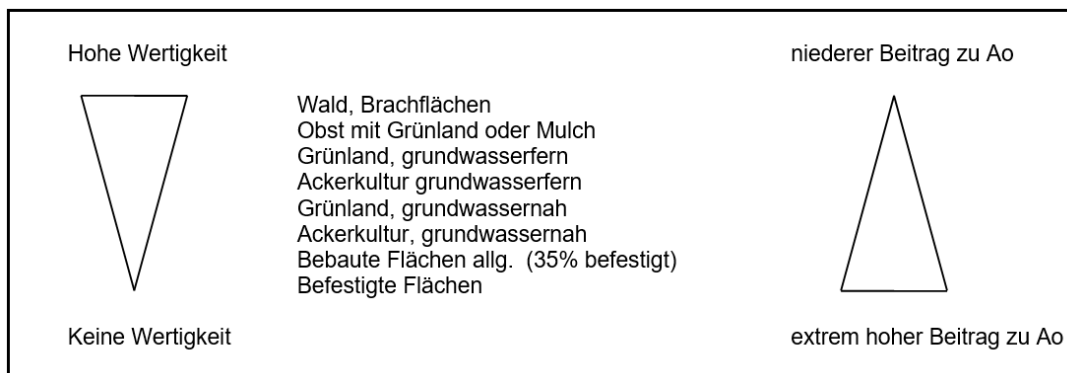 Hohe Wertigkeit
niederer Beitrag zu Ao
Wald, Brachflächen
Obst mit Grünland oder Mulch
Grünland, grundwasserfern
Ackerkultur grundwasserfern
Grünland, grundwassernah
Ackerkultur, grundwassernah
Bebaute Flächen allg. (35% befestigt)
Befestigte Flächen
Keine Wertigkeit
extrem hoher Beitrag zu Ao